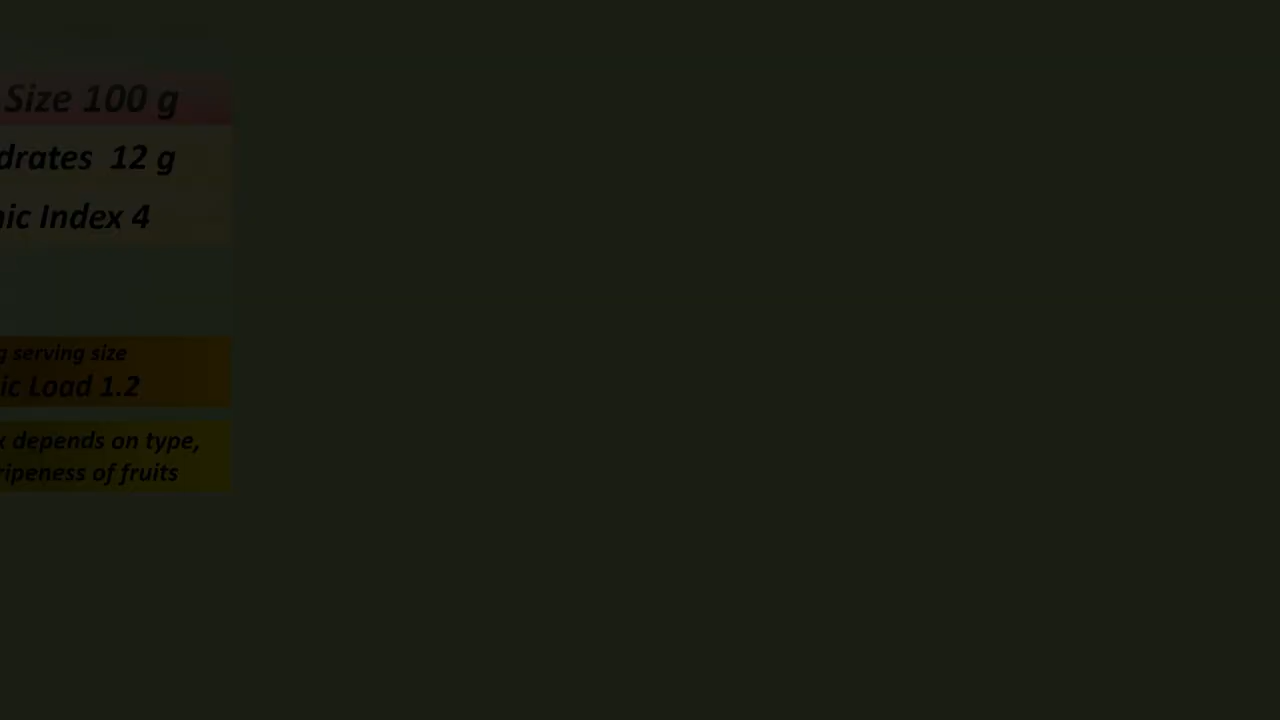 Size 100 g
drates 12 g
ic Index 4
g serving size
ic Load 1.2
depends on type,
ripeness of fruits